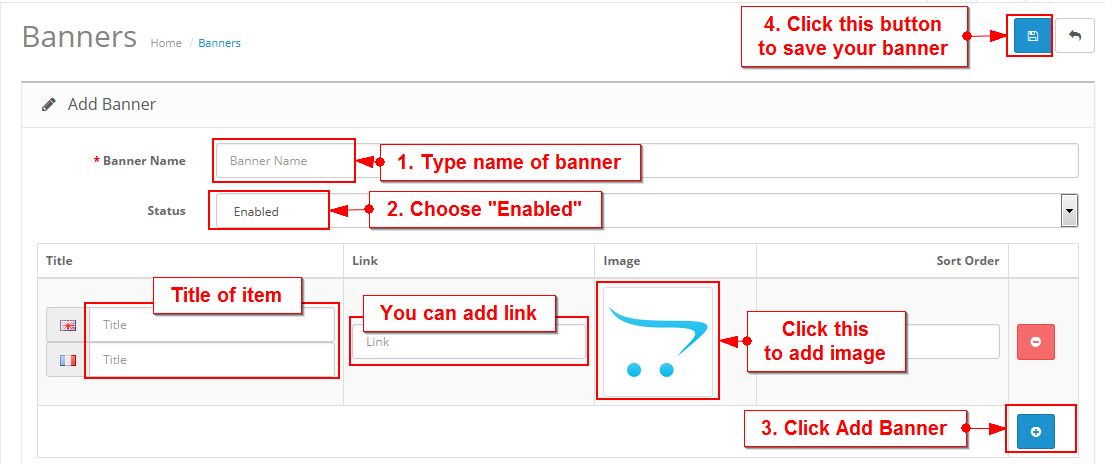 Banners
Home / Banners
4. Click this button
to save your banner
Add Banner
* Banner Name
Banner Name
1. Type name of banner
Status
Enabled
2. Choose "Enabled"
Title
Link
Image
Sort Order
Title of item
You can add link
Title
Title
Link
Click this
to add image
3. Click Add Banner